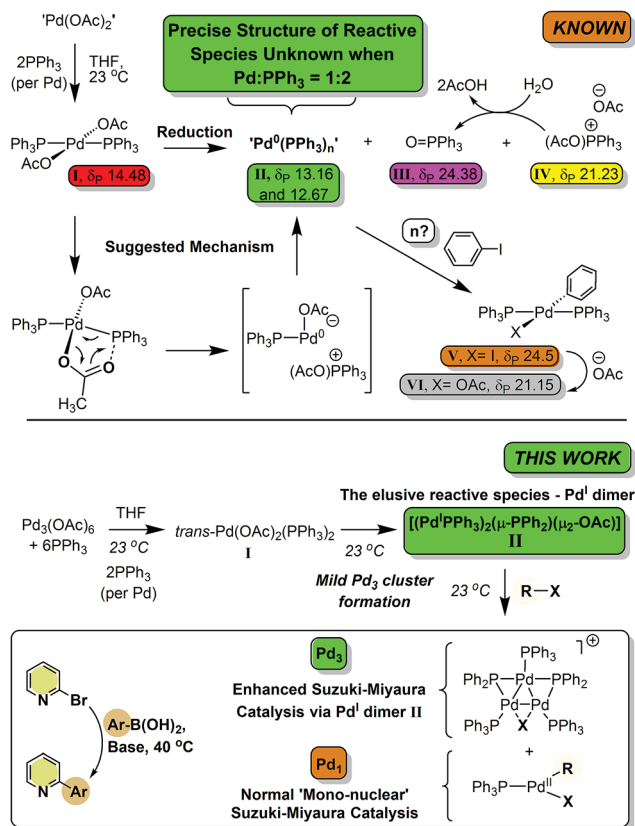 'Pd(OAc)₂'
2PPh₃
(per Pd)
THF,
23 °C
Precise Structure of Reactive
Species Unknown when
Pd:PPh₃ = 1:2
KNOWN
OAc
Ph₃P Pd PPh₃
AcO
I, δP 14.48
Reduction
'Pd⁰(PPh₃)ₙ'
II, δP 13.16
and 12.67
+
O=PPh₃
III, δP 24.38
+
2AcOH
H₂O
⊖
OAc
⊕
(AcO)PPh₃
IV, δP 21.23
Suggested Mechanism
OAc
Ph₃P Pd PPh₃
O O
H₃C
OAc
⊖
Ph₃P Pd⁰
⊕
(AcO)PPh₃
n?
I
Ph₃P Pd PPh₃
X
V, X= I, δP 24.5
VI, X= OAc, δP 21.15
⊖
OAc
THIS WORK
The elusive reactive species - Pdᴵ dimer
Pd₃(OAc)₆
+ 6PPh₃
THF
23 °C
2PPh₃
(per Pd)
trans-Pd(OAc)₂(PPh₃)₂
I
23 °C
[(PdᴵPPh₃)₂(μ-PPh₂)(μ₂-OAc)]
II
Mild Pd₃ cluster
formation
23 °C
R–X
N Br
Ar-B(OH)₂,
Base, 40 °C
N Ar
Pd₃
Enhanced Suzuki-Miyaura
Catalysis via Pdᴵ dimer II
⊕
PPh₃
Ph₂P Pd PPh₂
Pd Pd
Ph₃P X PPh₃
+
Pd₁
Normal 'Mono-nuclear'
Suzuki-Miyaura Catalysis
R
Ph₃P Pdᴵᴵ
X